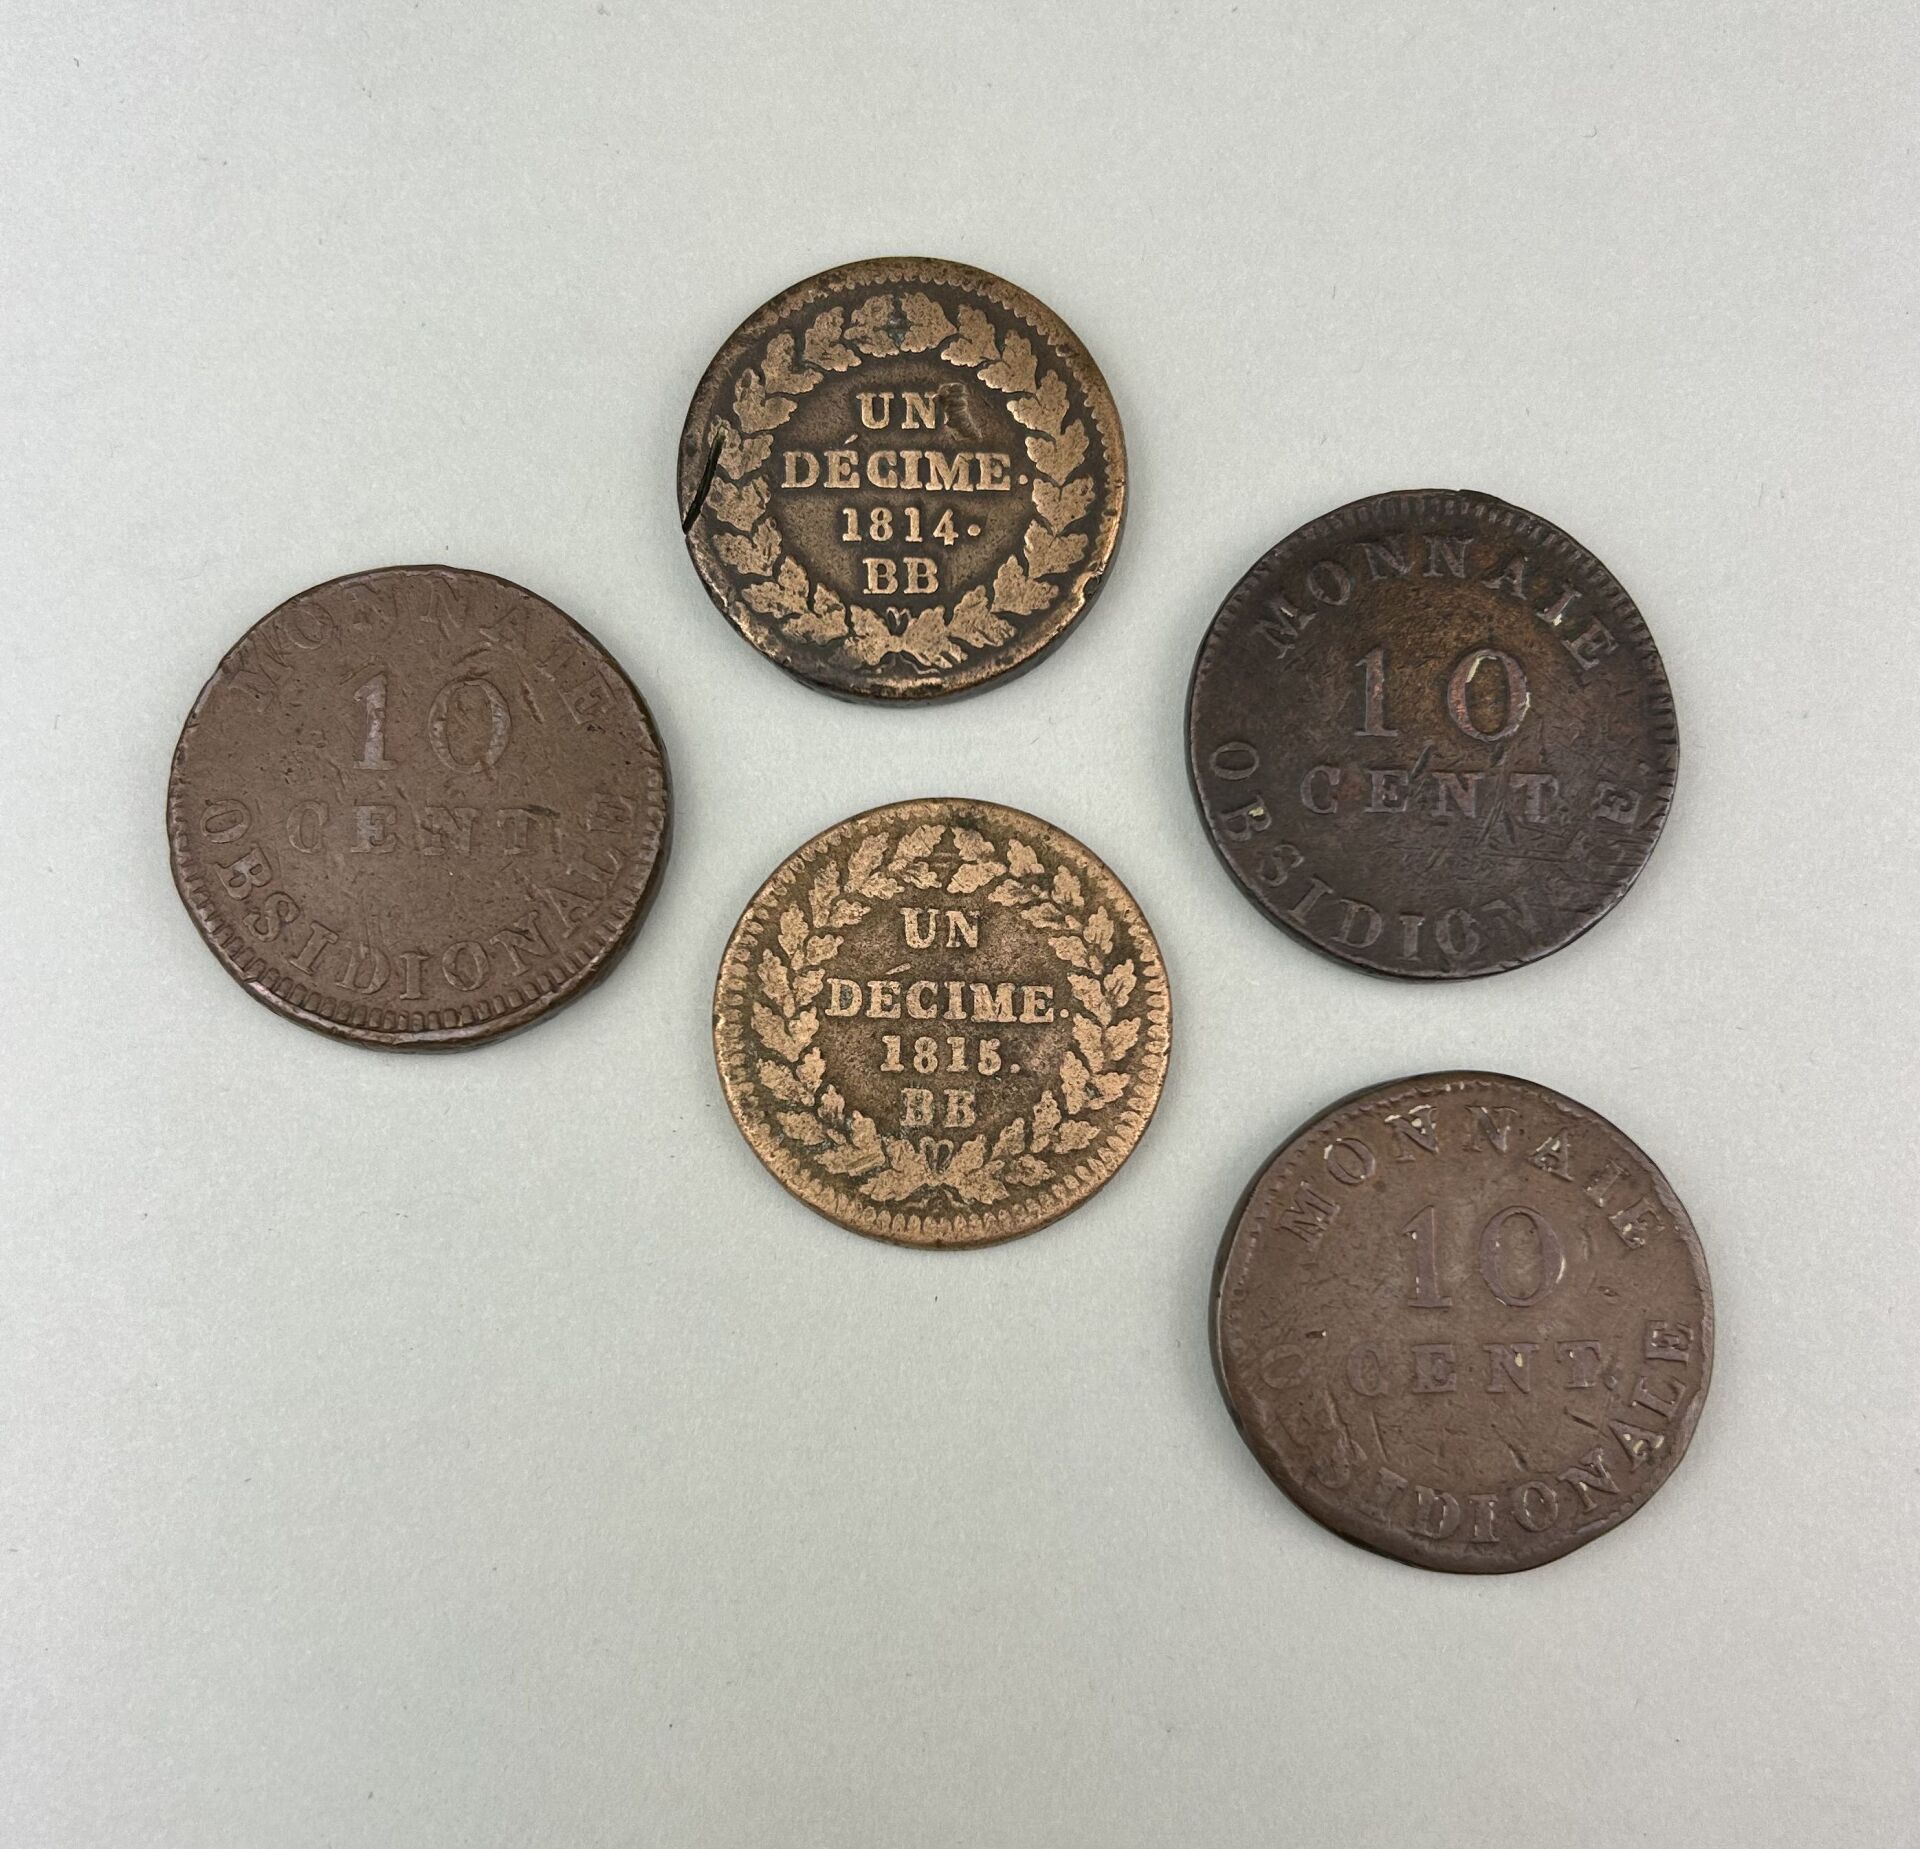 UN
DÉCIME.
1814.
BB
MONNAIE
10
CENT
OBSIDIONALE
MONNAIE
10
CENT.
OBSIDIONALE
UN
DÉCIME.
1815.
BB
MONNAIE
10
CENT.
OBSIDIONALE